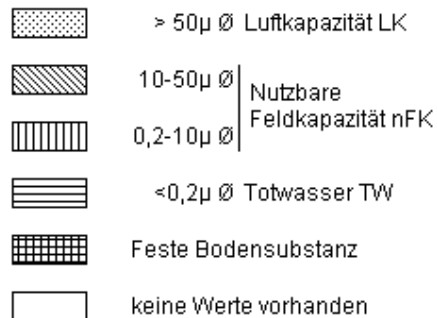 > 50µ Ø Luftkapazität LK
10-50µ Ø
Nutzbare
Feldkapazität nFK
0,2-10µ Ø
<0,2µ Ø Totwasser TW
Feste Bodensubstanz
keine Werte vorhanden